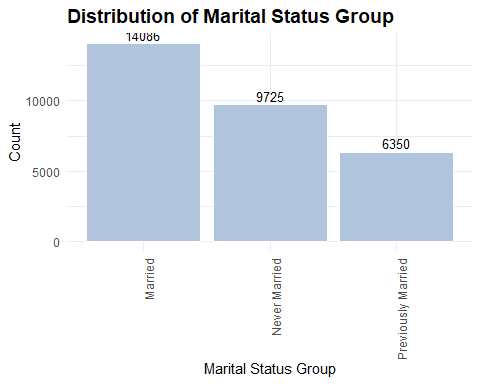 Distribution of Marital Status Group
14086
9725
6350
10000
5000
0
Count
Married
Never Married
Previously Married
Marital Status Group